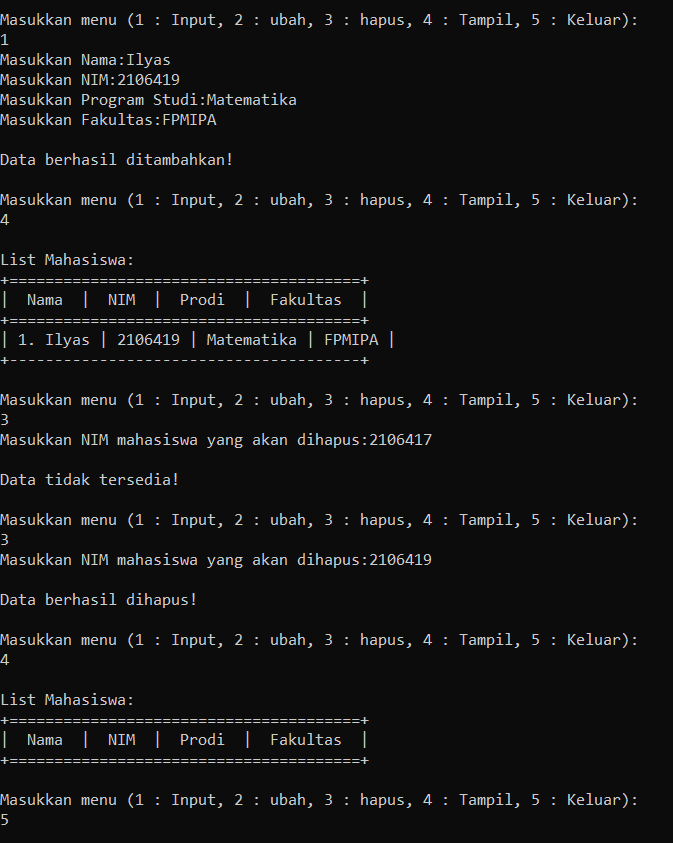 Masukkan menu (1 : Input, 2 : ubah, 3 : hapus, 4 : Tampil, 5 : Keluar):
1
Masukkan Nama:Ilyas
Masukkan NIM:2106419
Masukkan Program Studi:Matematika
Masukkan Fakultas:FPMIPA
Data berhasil ditambahkan!
Masukkan menu (1 : Input, 2 : ubah, 3 : hapus, 4 : Tampil, 5 : Keluar):
4
List Mahasiswa:
+=======================================+
|  Nama  |  NIM  |  Prodi  |  Fakultas  |
+=======================================+
| 1. Ilyas | 2106419 | Matematika | FPMIPA |
+---------------------------------------+
Masukkan menu (1 : Input, 2 : ubah, 3 : hapus, 4 : Tampil, 5 : Keluar):
3
Masukkan NIM mahasiswa yang akan dihapus:2106417
Data tidak tersedia!
Masukkan menu (1 : Input, 2 : ubah, 3 : hapus, 4 : Tampil, 5 : Keluar):
3
Masukkan NIM mahasiswa yang akan dihapus:2106419
Data berhasil dihapus!
Masukkan menu (1 : Input, 2 : ubah, 3 : hapus, 4 : Tampil, 5 : Keluar):
4
List Mahasiswa:
+=======================================+
|  Nama  |  NIM  |  Prodi  |  Fakultas  |
+=======================================+
Masukkan menu (1 : Input, 2 : ubah, 3 : hapus, 4 : Tampil, 5 : Keluar):
5